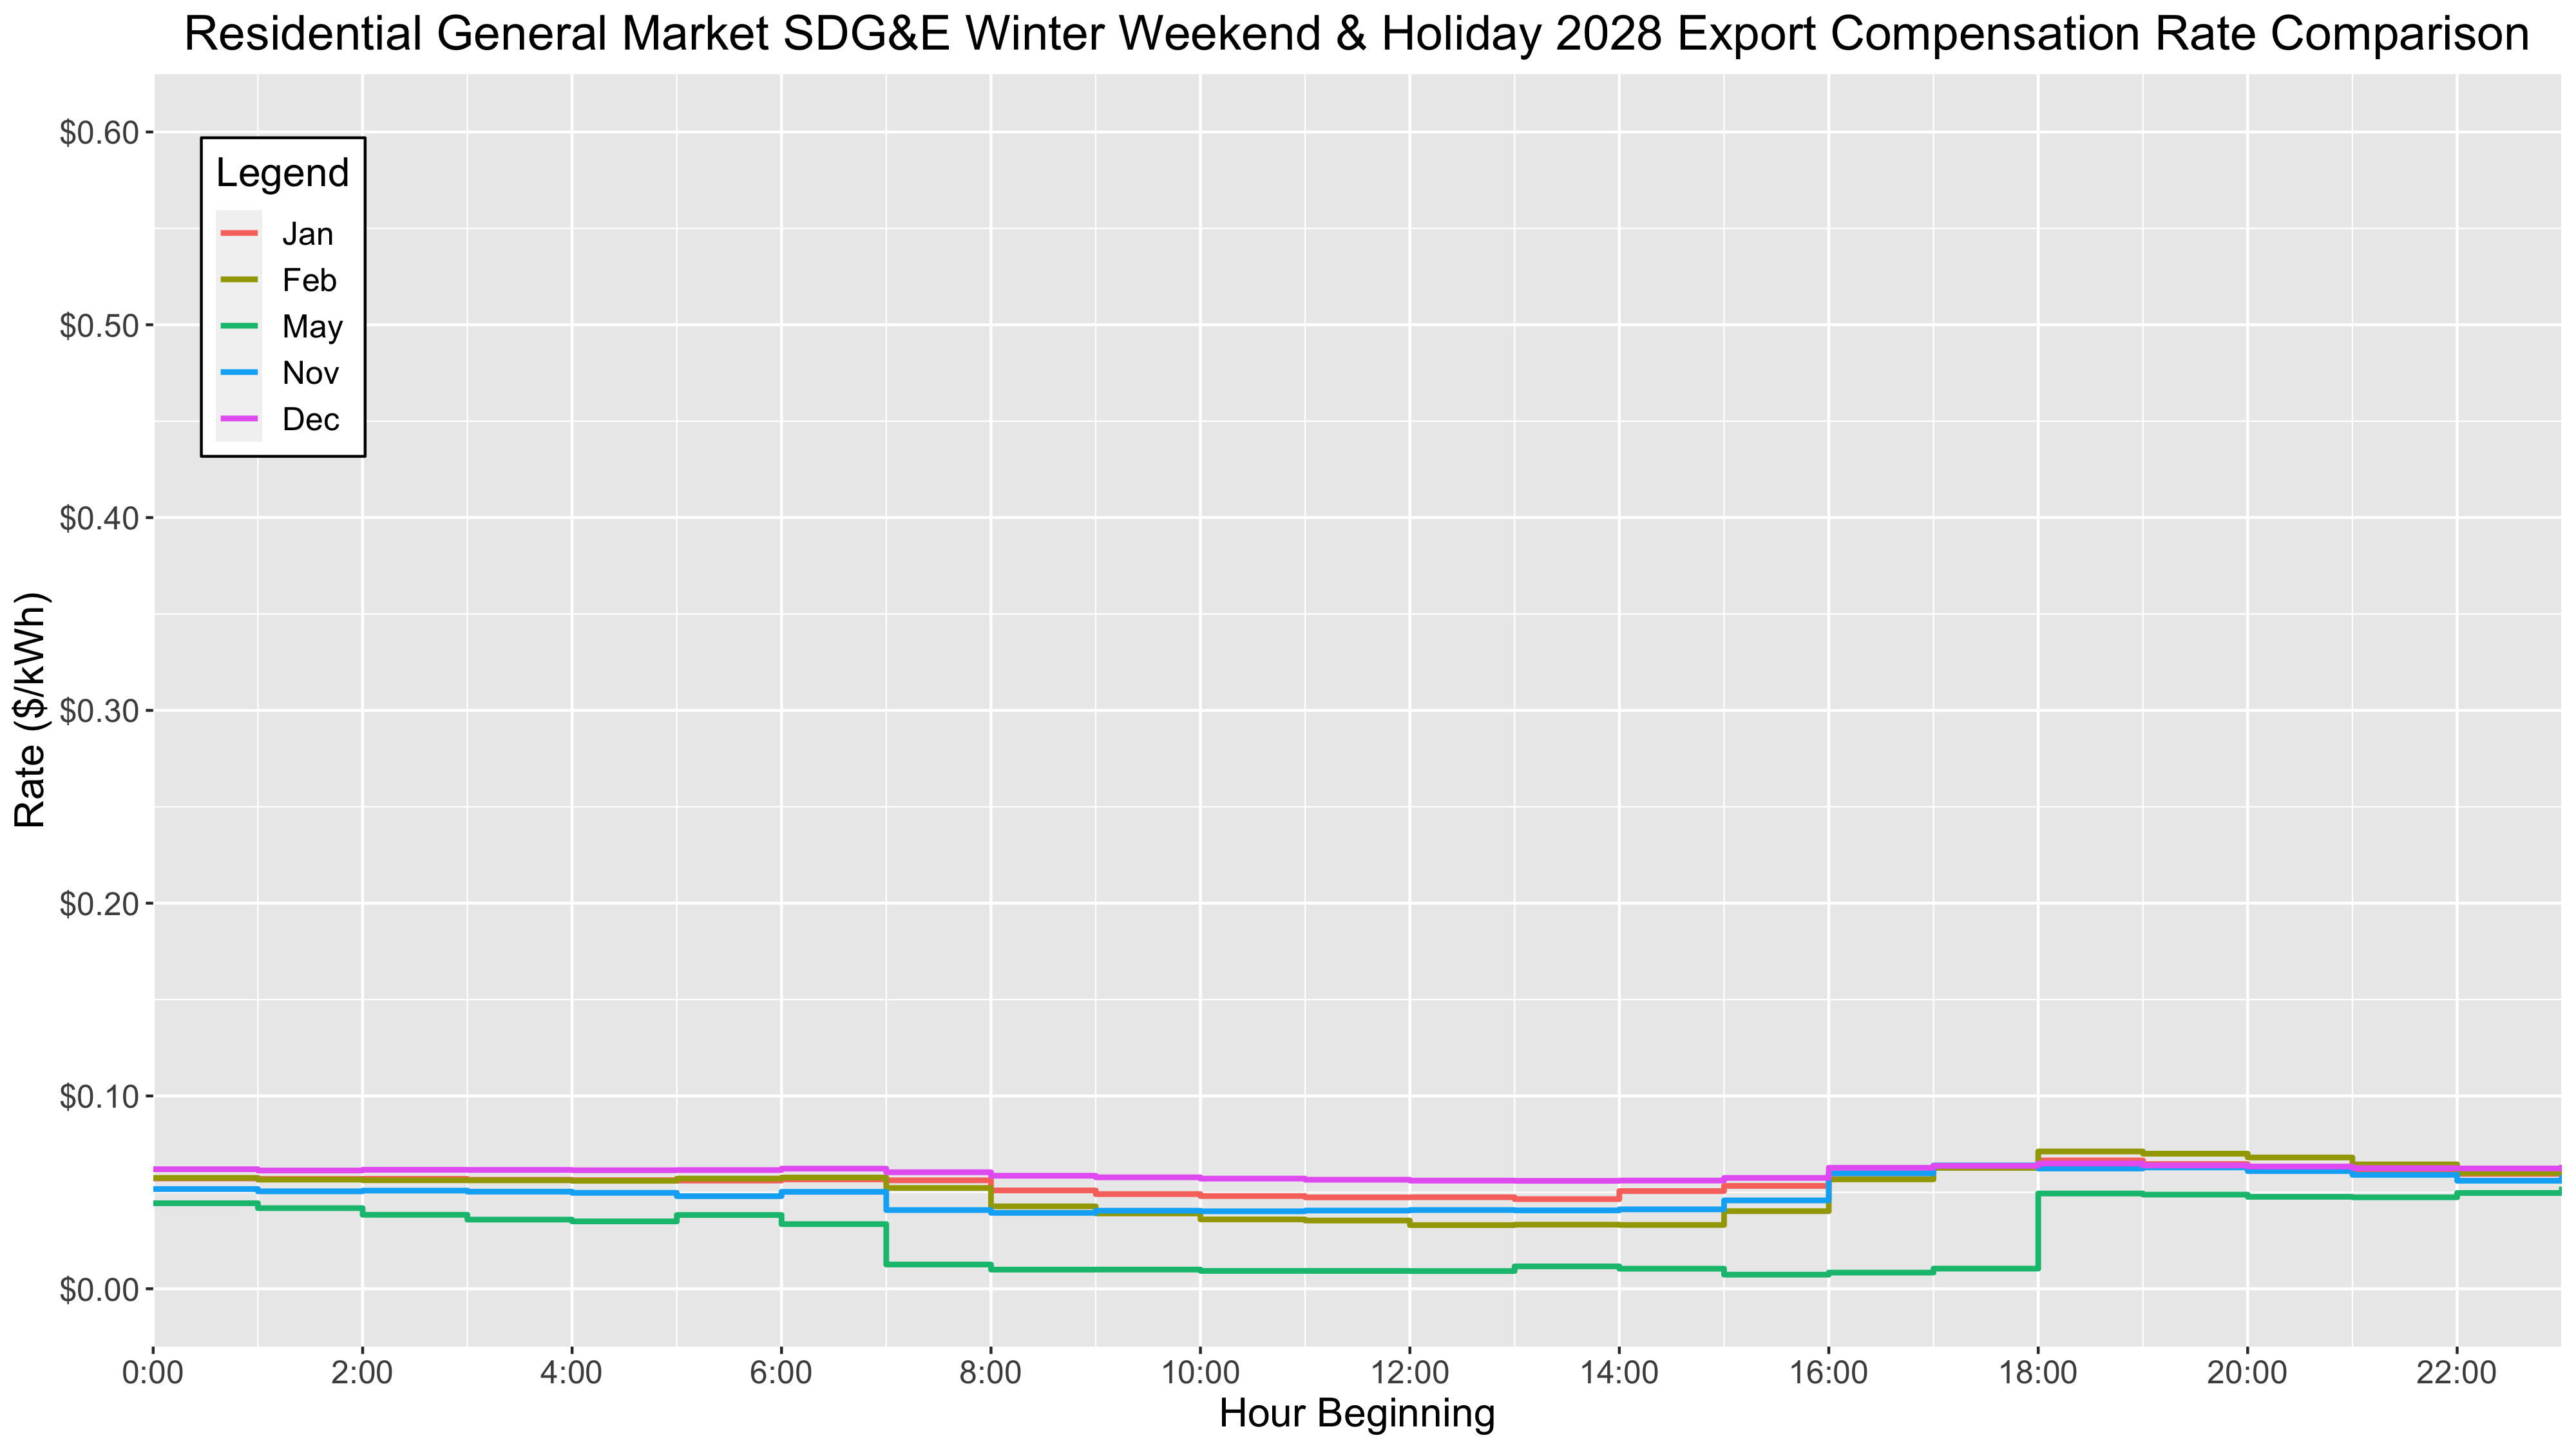 Residential General Market SDG&E Winter Weekend & Holiday 2028 Export Compensation Rate Comparison
Legend
Jan
Feb
May
Nov
Dec
Rate ($/kWh)
$0.60
$0.50
$0.40
$0.30
$0.20
$0.10
$0.00
0:00 2:00 4:00 6:00 8:00 10:00 12:00 14:00 16:00 18:00 20:00 22:00
Hour Beginning